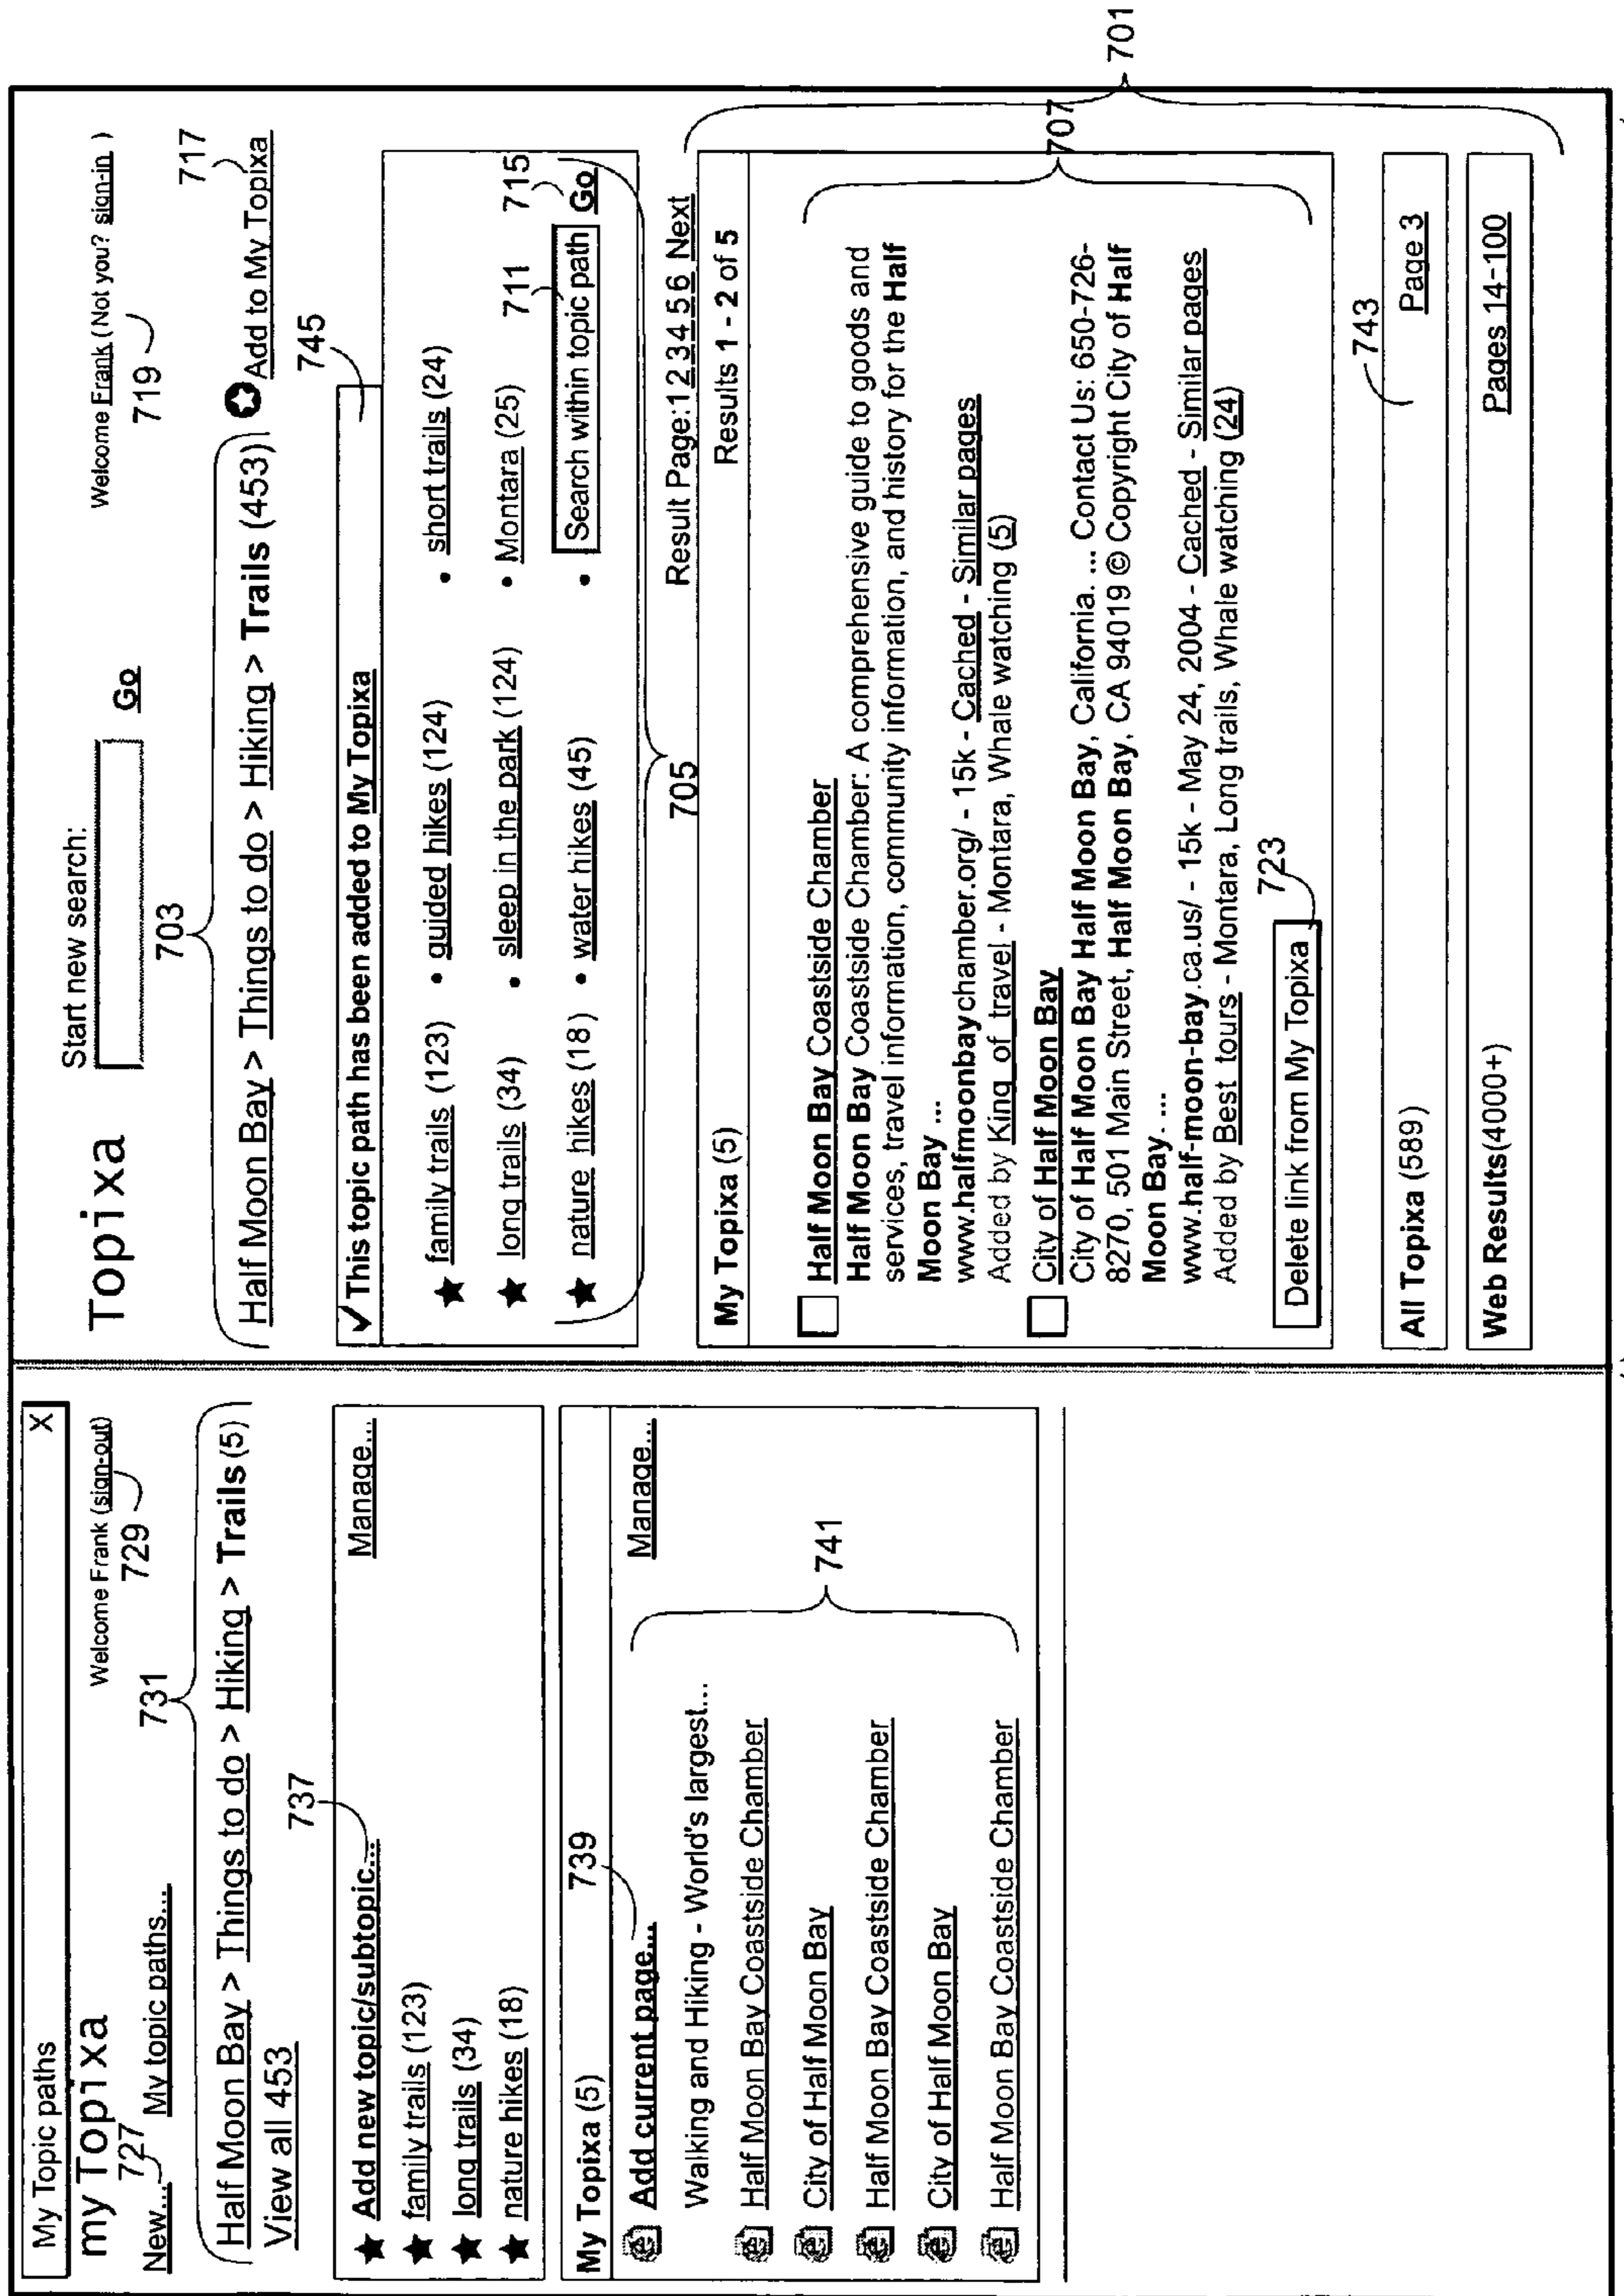 My Topic paths X
my Topixa
Welcome Frank (sign-out)
727
729
New... My topic paths...
731
Half Moon Bay > Things to do > Hiking > Trails (5)
View all 453
737
Add new topic/subtopic... Manage...
family trails (123)
long trails (34)
nature hikes (18)
My Topixa (5)
739
Add current page... Manage...
Walking and Hiking - World's largest...
Half Moon Bay Coastside Chamber
City of Half Moon Bay
741
Half Moon Bay Coastside Chamber
City of Half Moon Bay
Half Moon Bay Coastside Chamber
Topixa
Start new search:
Go
Welcome Frank (Not you? sign-in )
719
717
703
Half Moon Bay > Things to do > Hiking > Trails (453) Add to My Topixa
745
✓This topic path has been added to My Topixa
family trails (123) • guided hikes (124) • short trails (24)
long trails (34) • sleep in the park (124) • Montara (25)
711 715
nature hikes (18) • water hikes (45) • Search within topic path Go
705
Result Page:1 2 3 4 5 6 Next
My Topixa (5) Results 1 - 2 of 5
701
707
Half Moon Bay Coastside Chamber
Half Moon Bay Coastside Chamber: A comprehensive guide to goods and
services, travel information, community information, and history for the Half
Moon Bay ...
www.halfmoonbaychamber.org/ - 15k - Cached - Similar pages
Added by King_of_travel - Montara, Whale watching (5)
City of Half Moon Bay
City of Half Moon Bay Half Moon Bay, California. ... Contact Us: 650-726-
8270, 501 Main Street, Half Moon Bay, CA 94019 © Copyright City of Half
Moon Bay. ...
www.half-moon-bay.ca.us/ - 15k - May 24, 2004 - Cached - Similar pages
Added by Best_tours - Montara, Long trails, Whale watching (24)
723
Delete link from My Topixa
743
All Topixa (589) Page 3
Web Results(4000+) Pages 14-100